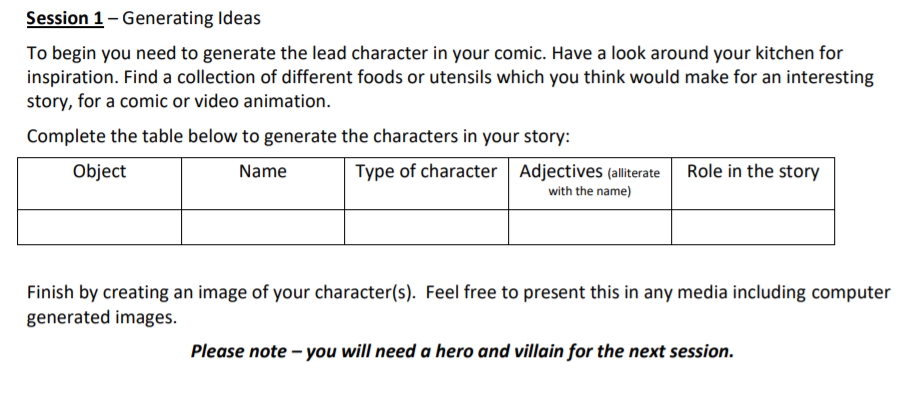 Session 1 – Generating Ideas
To begin you need to generate the lead character in your comic. Have a look around your kitchen for
inspiration. Find a collection of different foods or utensils which you think would make for an interesting
story, for a comic or video animation.
Complete the table below to generate the characters in your story:
Object Name Type of character Adjectives (alliterate Role in the story
with the name)
Finish by creating an image of your character(s). Feel free to present this in any media including computer
generated images.
Please note – you will need a hero and villain for the next session.